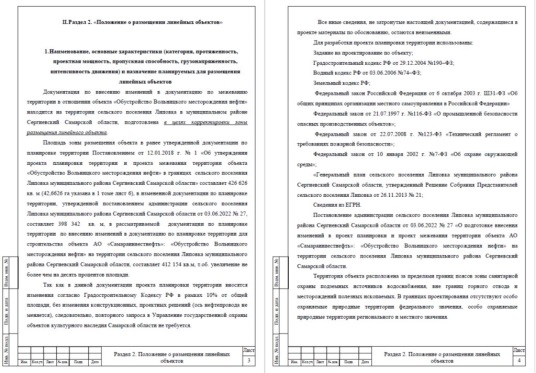 II.Раздел 2. «Положение о размещении линейных объектов»
1.Наименование, основные характеристики (категория, протяженность,
проектная мощность, пропускная способность, грузонапряженность,
интенсивность движения) и назначение планируемых для размещения
линейных объектов
Документация по внесению изменений в документацию по межеванию
территории в отношении объекта «Обустройство Вольницкого месторождения нефти»
находится на территории сельского поселения Липовка в муниципальном районе
Сергиевский Самарской области, подготовлена в целях корректировки зоны
размещения линейного объекта.
Площадь зоны размещения объекта в ранее утвержденной документации по
планировке территории Постановлением от 12.01.2018 г. № 1 «Об утверждении
проекта планировки территории и проекта межевания территории объекта
«Обустройство Вольницкого месторождения нефти» в границах сельского поселения
Липовка муниципального района Сергиевский Самарской области» составляет 426 626
кв. м (42,6626 га указана в 1 томе лист 6), в измененной документации по планировке
территории, утвержденной постановлением администрации сельского поселения
Липовка муниципального района Сергиевский Самарской области от 03.06.2022 № 27,
составляет 398 342 кв. м, в рассматриваемой документации по планировке
территории по внесению изменений в документацию по планировке территории для
строительства объекта АО «Самараинвестнефть»: «Обустройство Вольницкого
месторождения нефти» на территории сельского поселения Липовка муниципального
района Сергиевский Самарской области, составляет 412 154 кв.м, т.об. увеличение не
более чем на десять процентов площади.
Так как в данной документации проекта планировки территории вносятся
изменения согласно Градостроительному Кодексу РФ в рамках 10% от общей
площади, без изменения конструкционных, проектных решений (ось нефтепровода не
меняется), следовательно, повторного запроса в Управление государственной охраны
объектов культурного наследия Самарской области не требуется.
Взам. инв. №
Подп. и дата
Инв. № подл.
Изм. Кол.уч Лист № док Подп. Дата
Раздел 2. Положение о размещении линейных
объектов
Лист
3
Все иные сведения, не затронутые настоящей документацией, содержащиеся в
проекте материалы по обоснованию, остаются неизменными.
Для разработки проекта планировки территории использованы:
Задание на проектирование по объекту;
Градостроительный кодекс РФ от 29.12.2004 №190–ФЗ;
Водный кодекс РФ от 03.06.2006 №74–ФЗ;
Земельный кодекс РФ;
Федеральный закон Российской Федерации от 6 октября 2003 г. №131-ФЗ «Об
общих принципах организации местного самоуправления в Российской Федерации»
Федеральный закон от 21.07.1997 г. №116-ФЗ «О промышленной безопасности
опасных производственных объектов»;
Федеральный закон от 22.07.2008 г. №123-ФЗ «Технический регламент о
требованиях пожарной безопасности»;
Федеральный закон от 10 января 2002 г. №7-ФЗ «Об охране окружающей
среды»;
«Генеральный план сельского поселения Липовка муниципального района
Сергиевский Самарской области, утвержденный Решение Собрания Представителей
сельского поселения Липовка от 26.11.2013 № 21;
Сведения из ЕГРН.
Постановление администрации сельского поселения Липовка муниципального
района Сергиевский Самарской области от 03.06.2022 № 27 «О подготовке внесения
изменений в проект планировки и проект межевания территории объекта АО
«Самараинвестнефть»: «Обустройство Вольницкого месторождения нефти» на
территории сельского поселения Липовка муниципального района Сергиевский
Самарской области.
Территория объекта расположена за пределами границ поясов зоны санитарной
охраны подземных источников водоснабжения, вне границ горного отвода и
месторождений полезных ископаемых. В границах проектирования отсутствуют особо
охраняемые природные территории федерального значения, особо охраняемые
природные территории регионального и местного значения.
Взам. инв. №
Подп. и дата
Инв. № подл.
Изм. Кол.уч Лист № док Подп. Дата
Раздел 2. Положение о размещении линейных
объектов
Лист
4